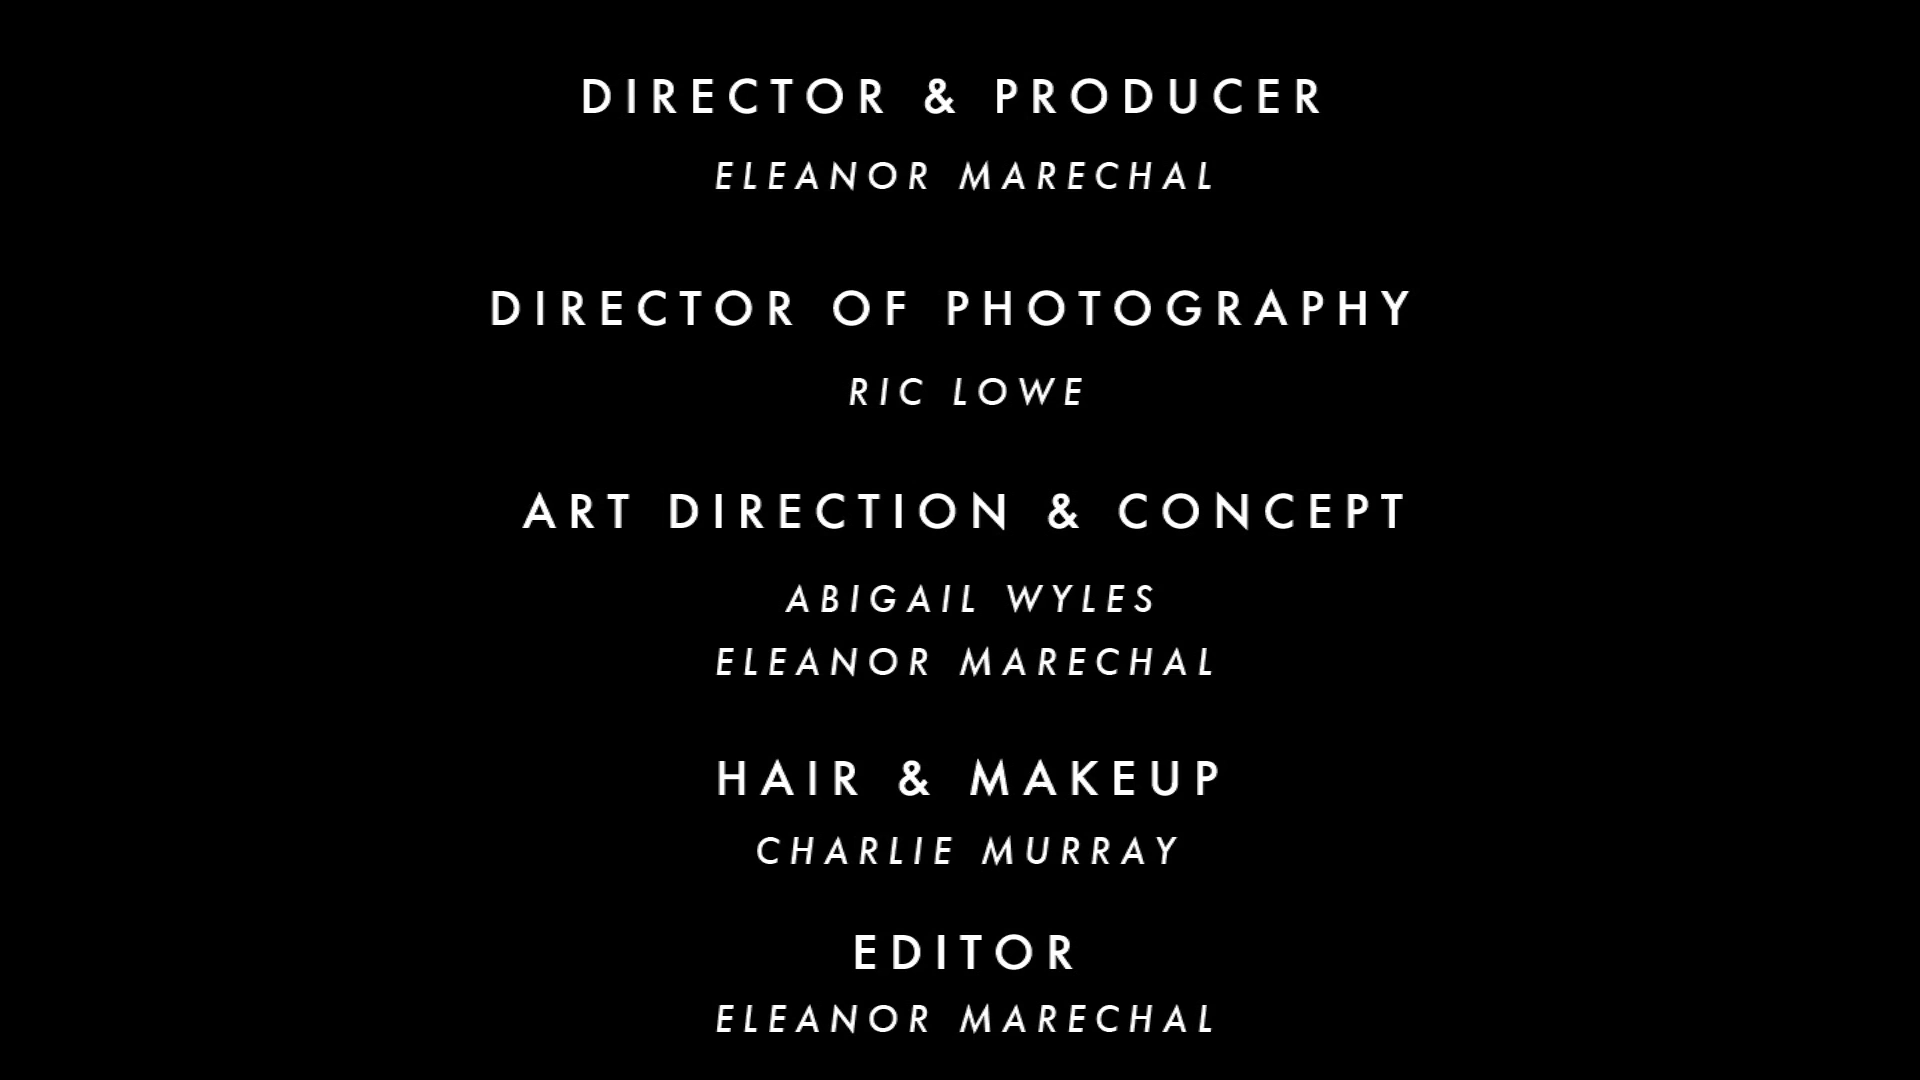 DIRECTOR & PRODUCER
ELEANOR MARECHAL
DIRECTOR OF PHOTOGRAPHY
RIC LOWE
ART DIRECTION & CONCEPT
ABIGAIL WYLES
ELEANOR MARECHAL
HAIR & MAKEUP
CHARLIE MURRAY
EDITOR
ELEANOR MARECHAL